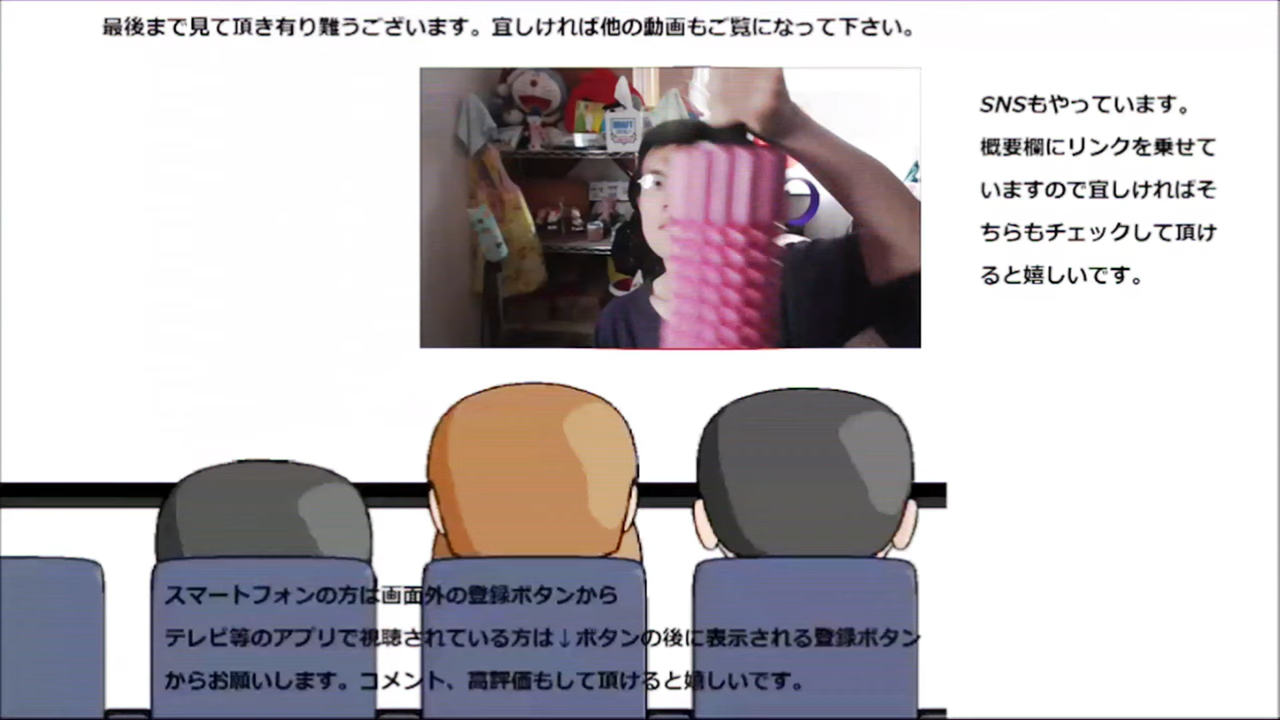 最後まで見て頂き有り難うございます。宜しければ他の動画もご覧になって下さい。
SNSもやっています。
概要欄にリンクを乗せて
いますので宜しければそ
ちらもチェックして頂け
ると嬉しいです。
スマートフォンの方は画面外の登録ボタンから
テレビ等のアプリで視聴されている方は↓ボタンの後に表示される登録ボタン
からお願いします。コメント、高評価もして頂けると嬉しいです。